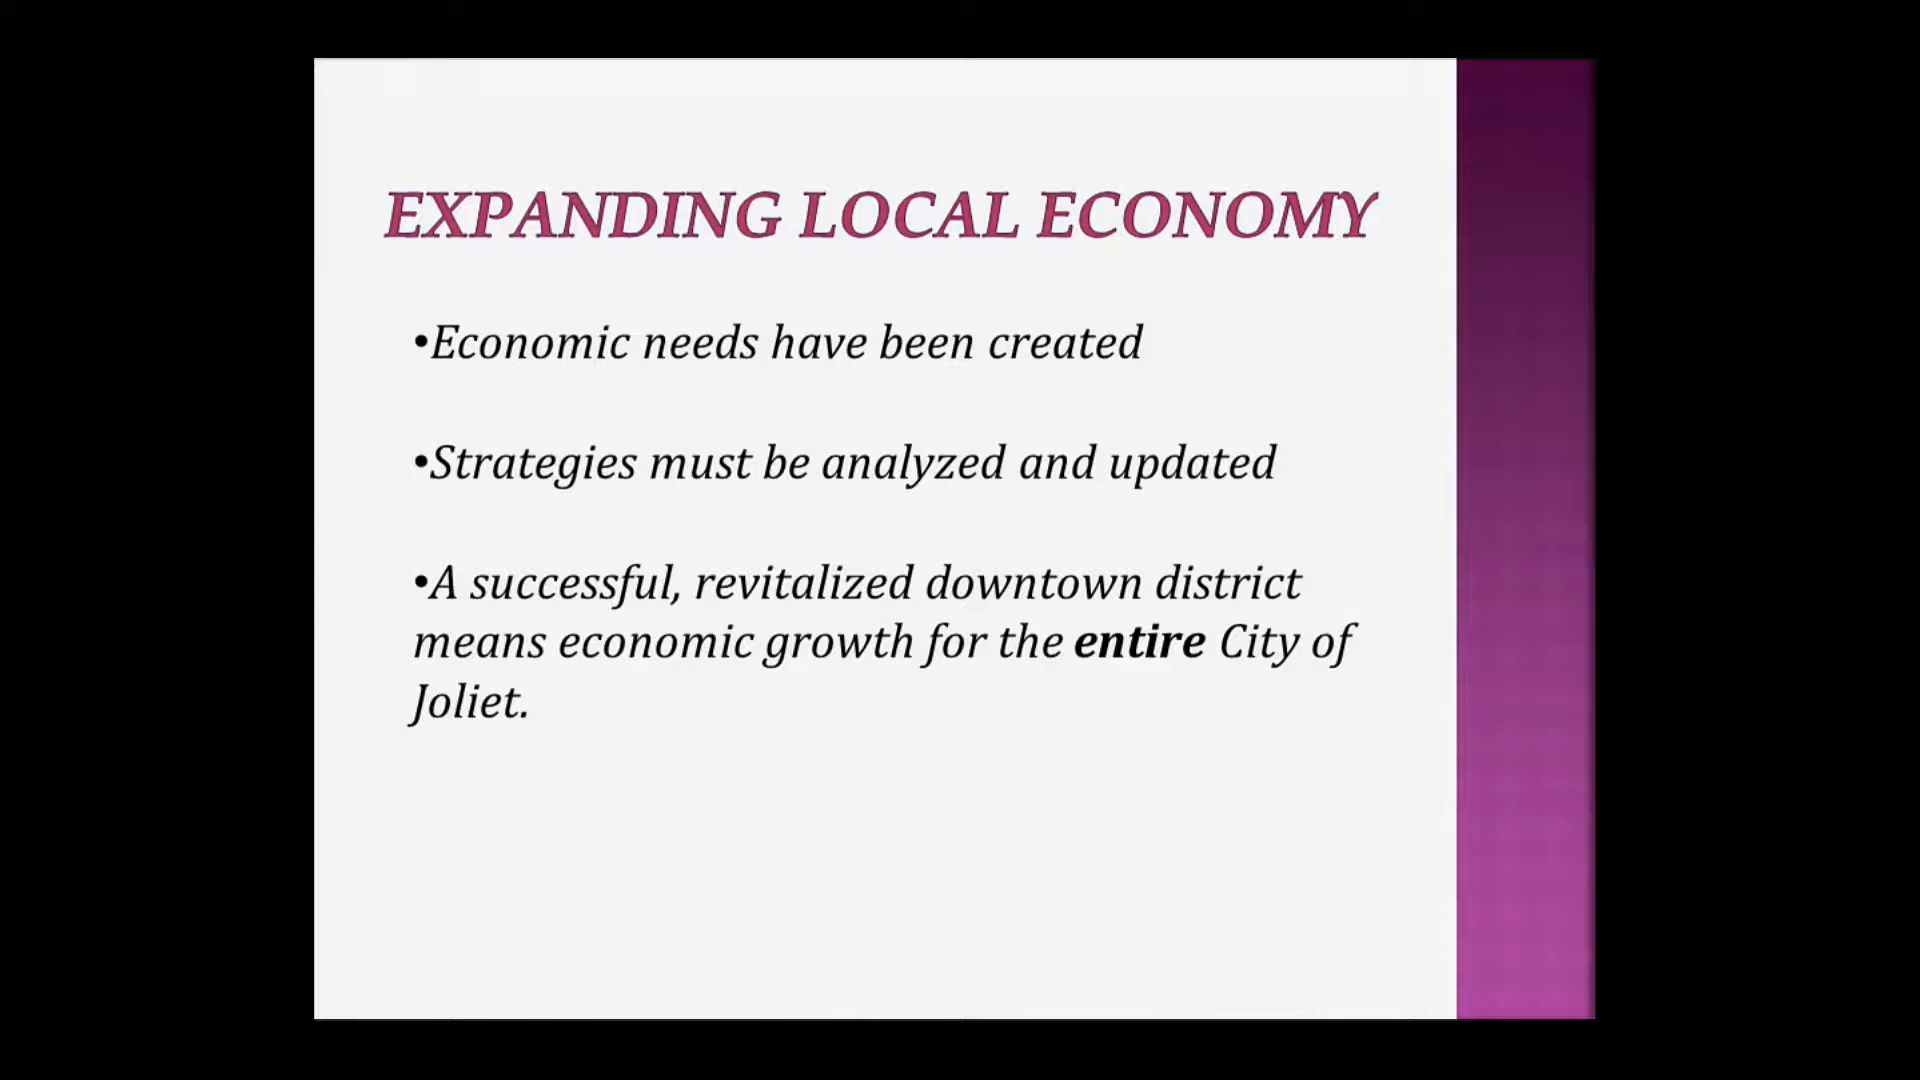 EXPANDING LOCAL ECONOMY
•Economic needs have been created
•Strategies must be analyzed and updated
•A successful, revitalized downtown district
means economic growth for the entire City of
Joliet.